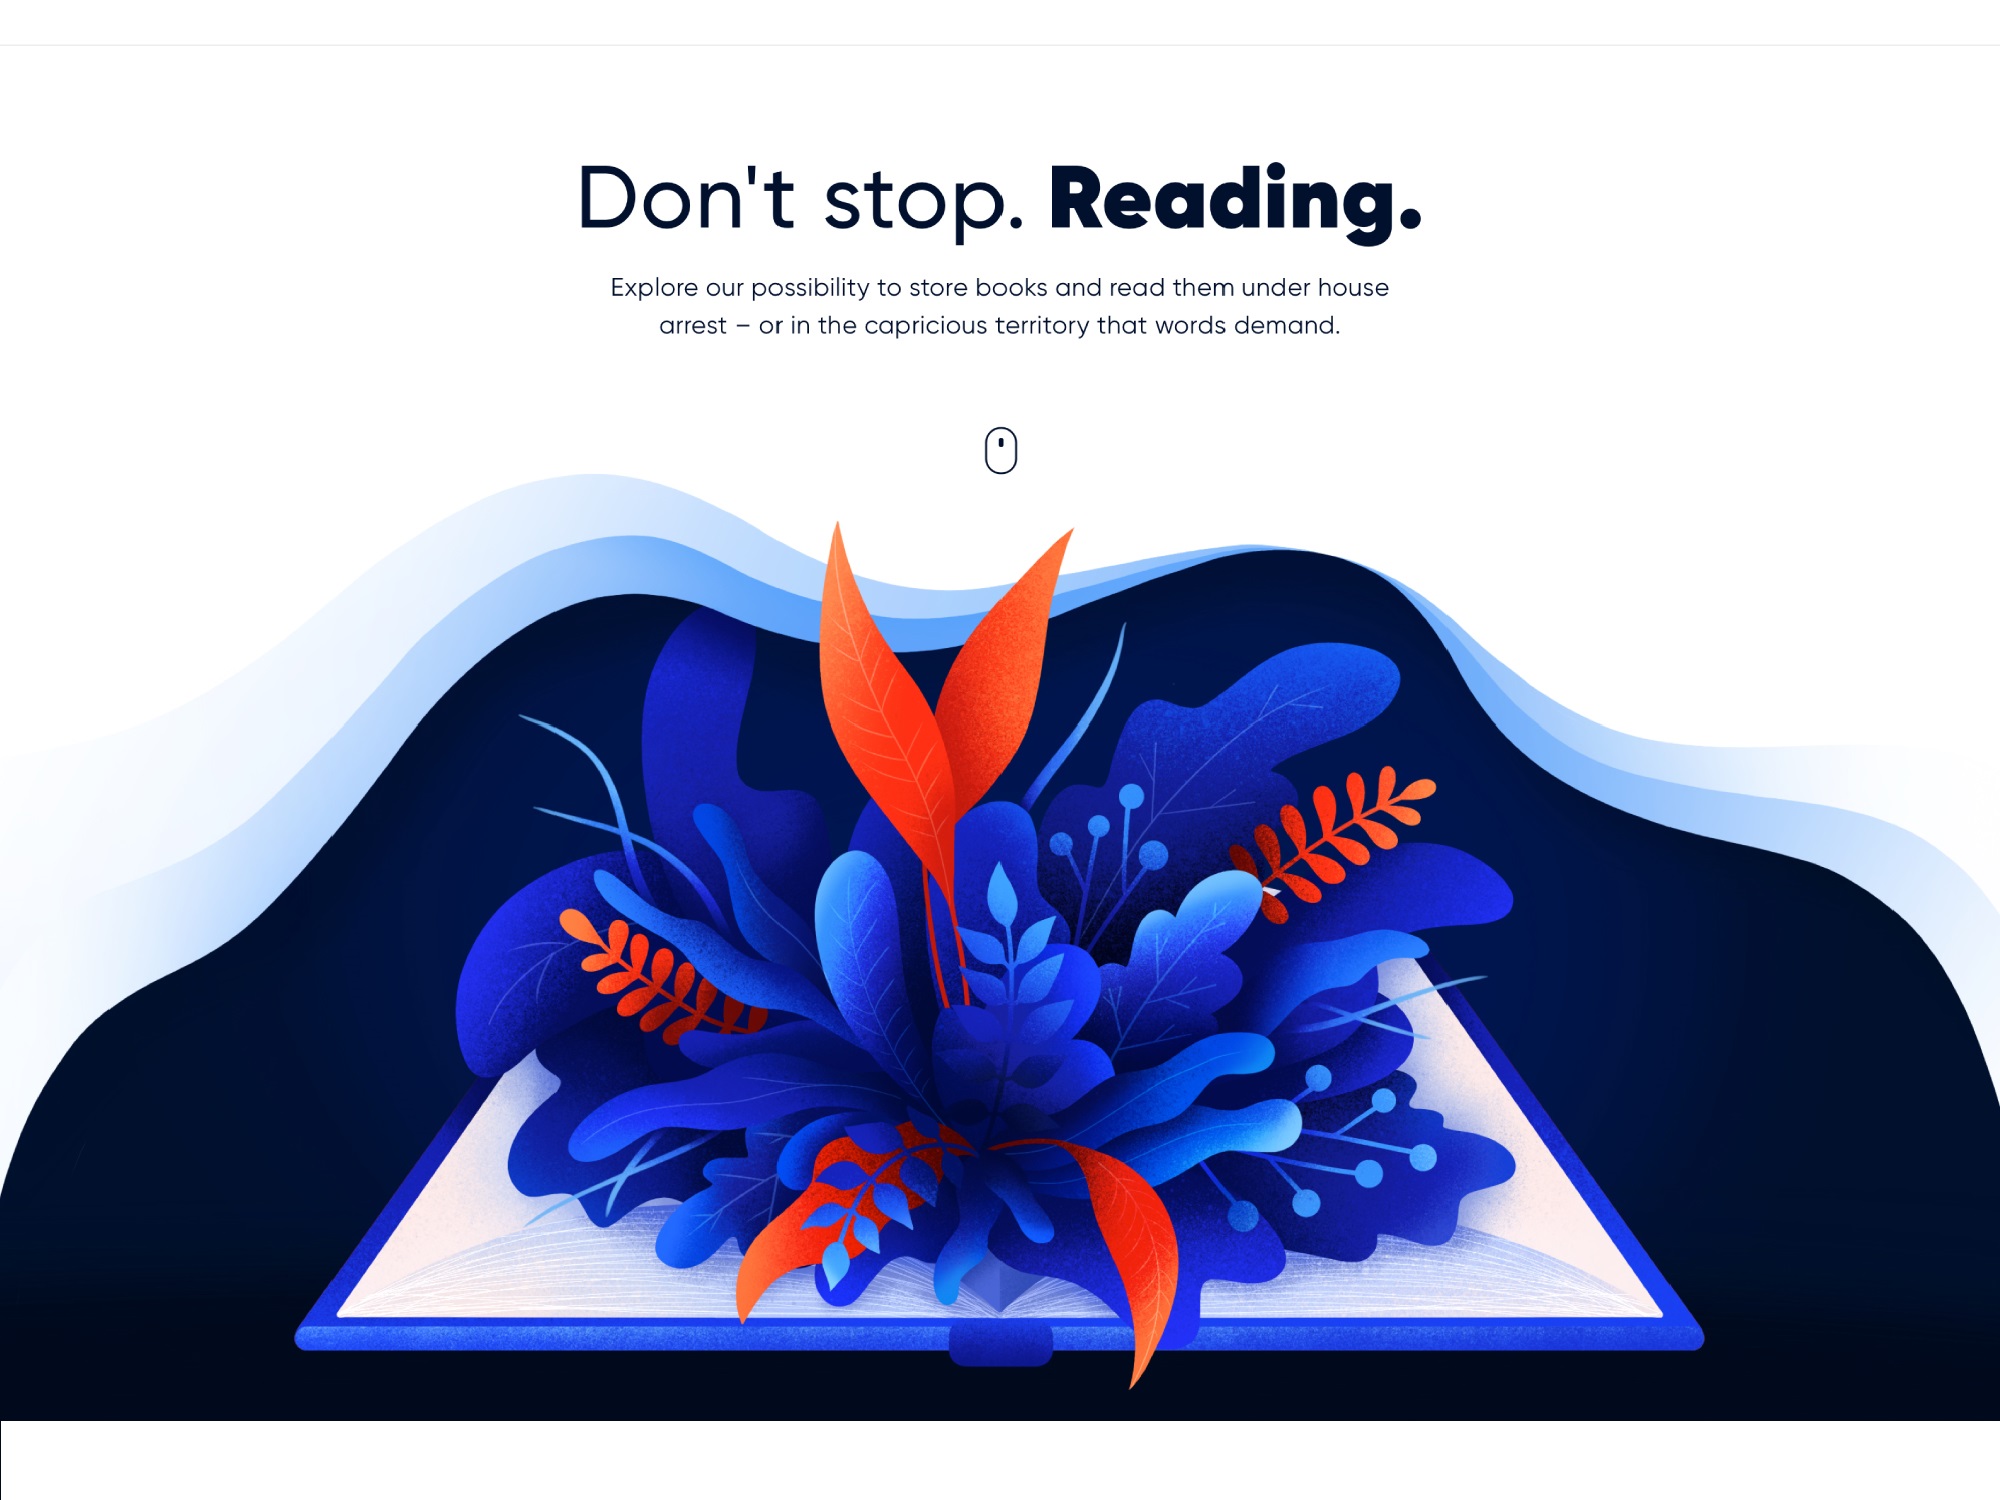 Don't stop. Reading.
Explore our possibility to store books and read them under house
arrest – or in the capricious territory that words demand.